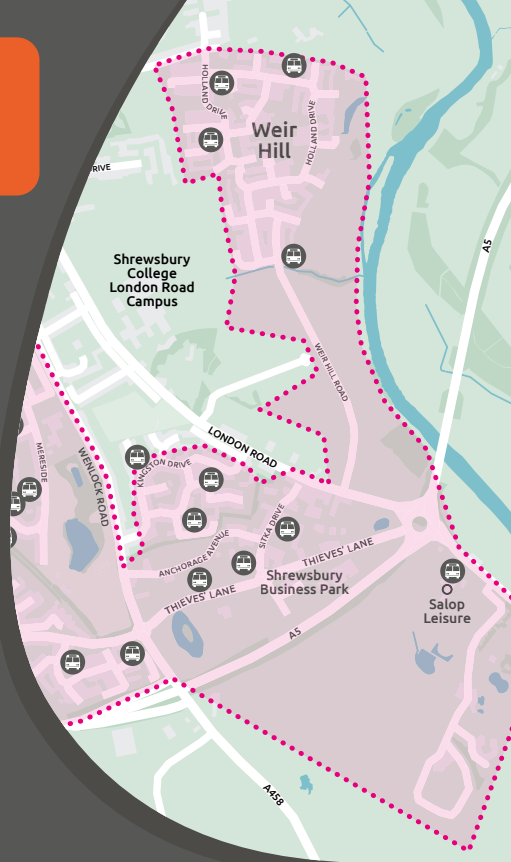 HOLLAND DRIVE
Weir
Hill
HOLLAND DRIVE
RIVE
A5
Shrewsbury
College
London Road
Campus
WEIR HILL ROAD
LONDON ROAD
KINGSTON DRIVE
MERESIDE
WENLOCK ROAD
SITKA DRIVE
ANCHORAGE AVENUE
THIEVES' LANE
Shrewsbury
Business Park
THIEVES' LANE
Salop
Leisure
A5
A458